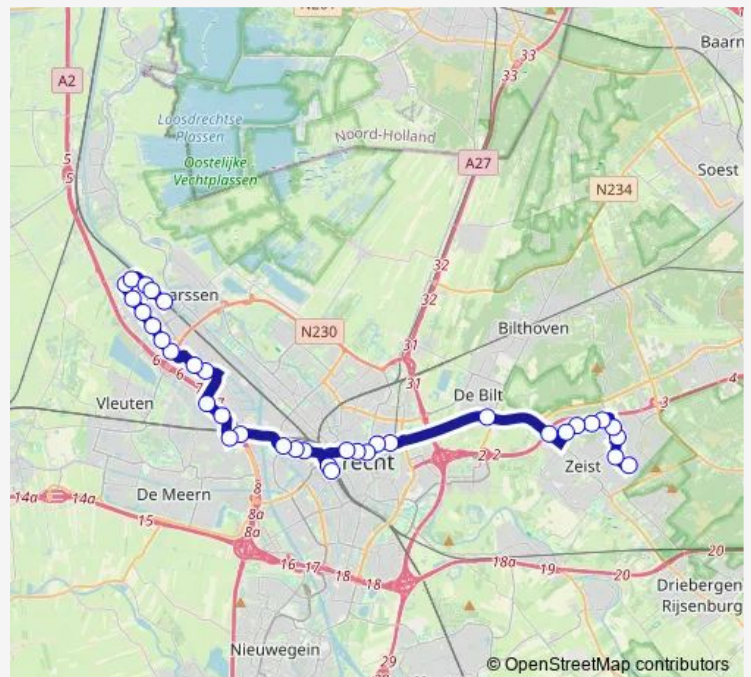 A2
Baarn
33
33
Loosdrechtse
Plassen
Noord-Holland
5
5
Oostelijke
Vechtplassen
A27
Soest
N234
32
32
arssen
N230
Bilthoven
31
31
6
6
7
7
Vleuten
De Bilt
3
4
recht
2
2
Zeist
14a
14a
De Meern
8
15
8a
8a
16
17
18
18
18a
19
20
20
Driebergen
Rijsenburg
Nieuwegein
29
© OpenStreetMap contributors